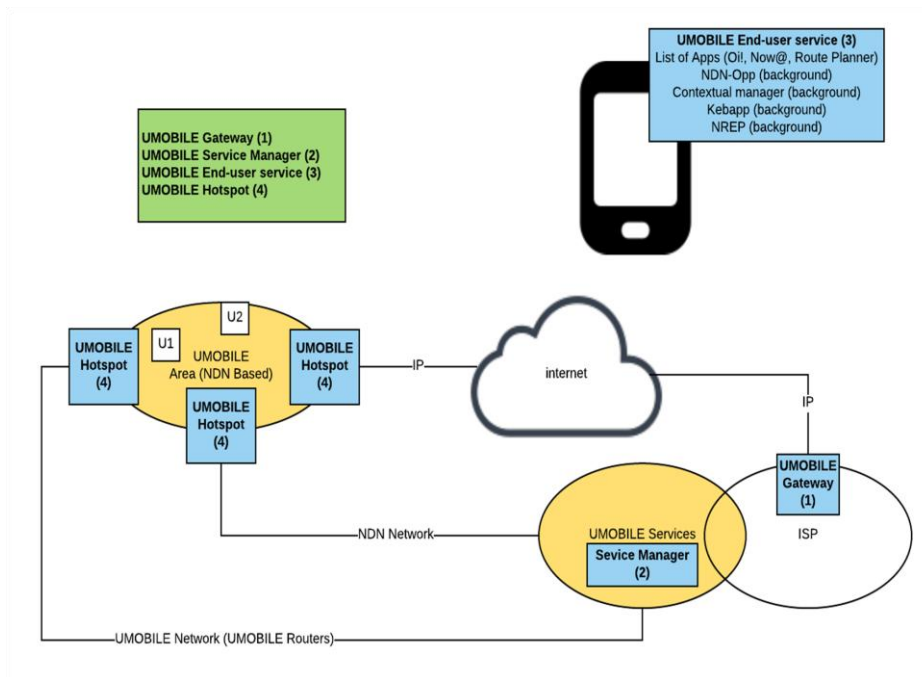 UMOBILE End-user service (3)
List of Apps (Oi!, Now@, Route Planner)
NDN-Opp (background)
Contextual manager (background)
Kebapp (background)
NREP (background)
UMOBILE Gateway (1)
UMOBILE Service Manager (2)
UMOBILE End-user service (3)
UMOBILE Hotspot (4)
U2
U1
UMOBILE
Hotspot
(4)
UMOBILE
Area (NDN Based)
UMOBILE
Hotspot
(4)
UMOBILE
Hotspot
(4)
IP
internet
IP
UMOBILE
Gateway
(1)
ISP
NDN Network
UMOBILE Services
Sevice Manager
(2)
UMOBILE Network (UMOBILE Routers)